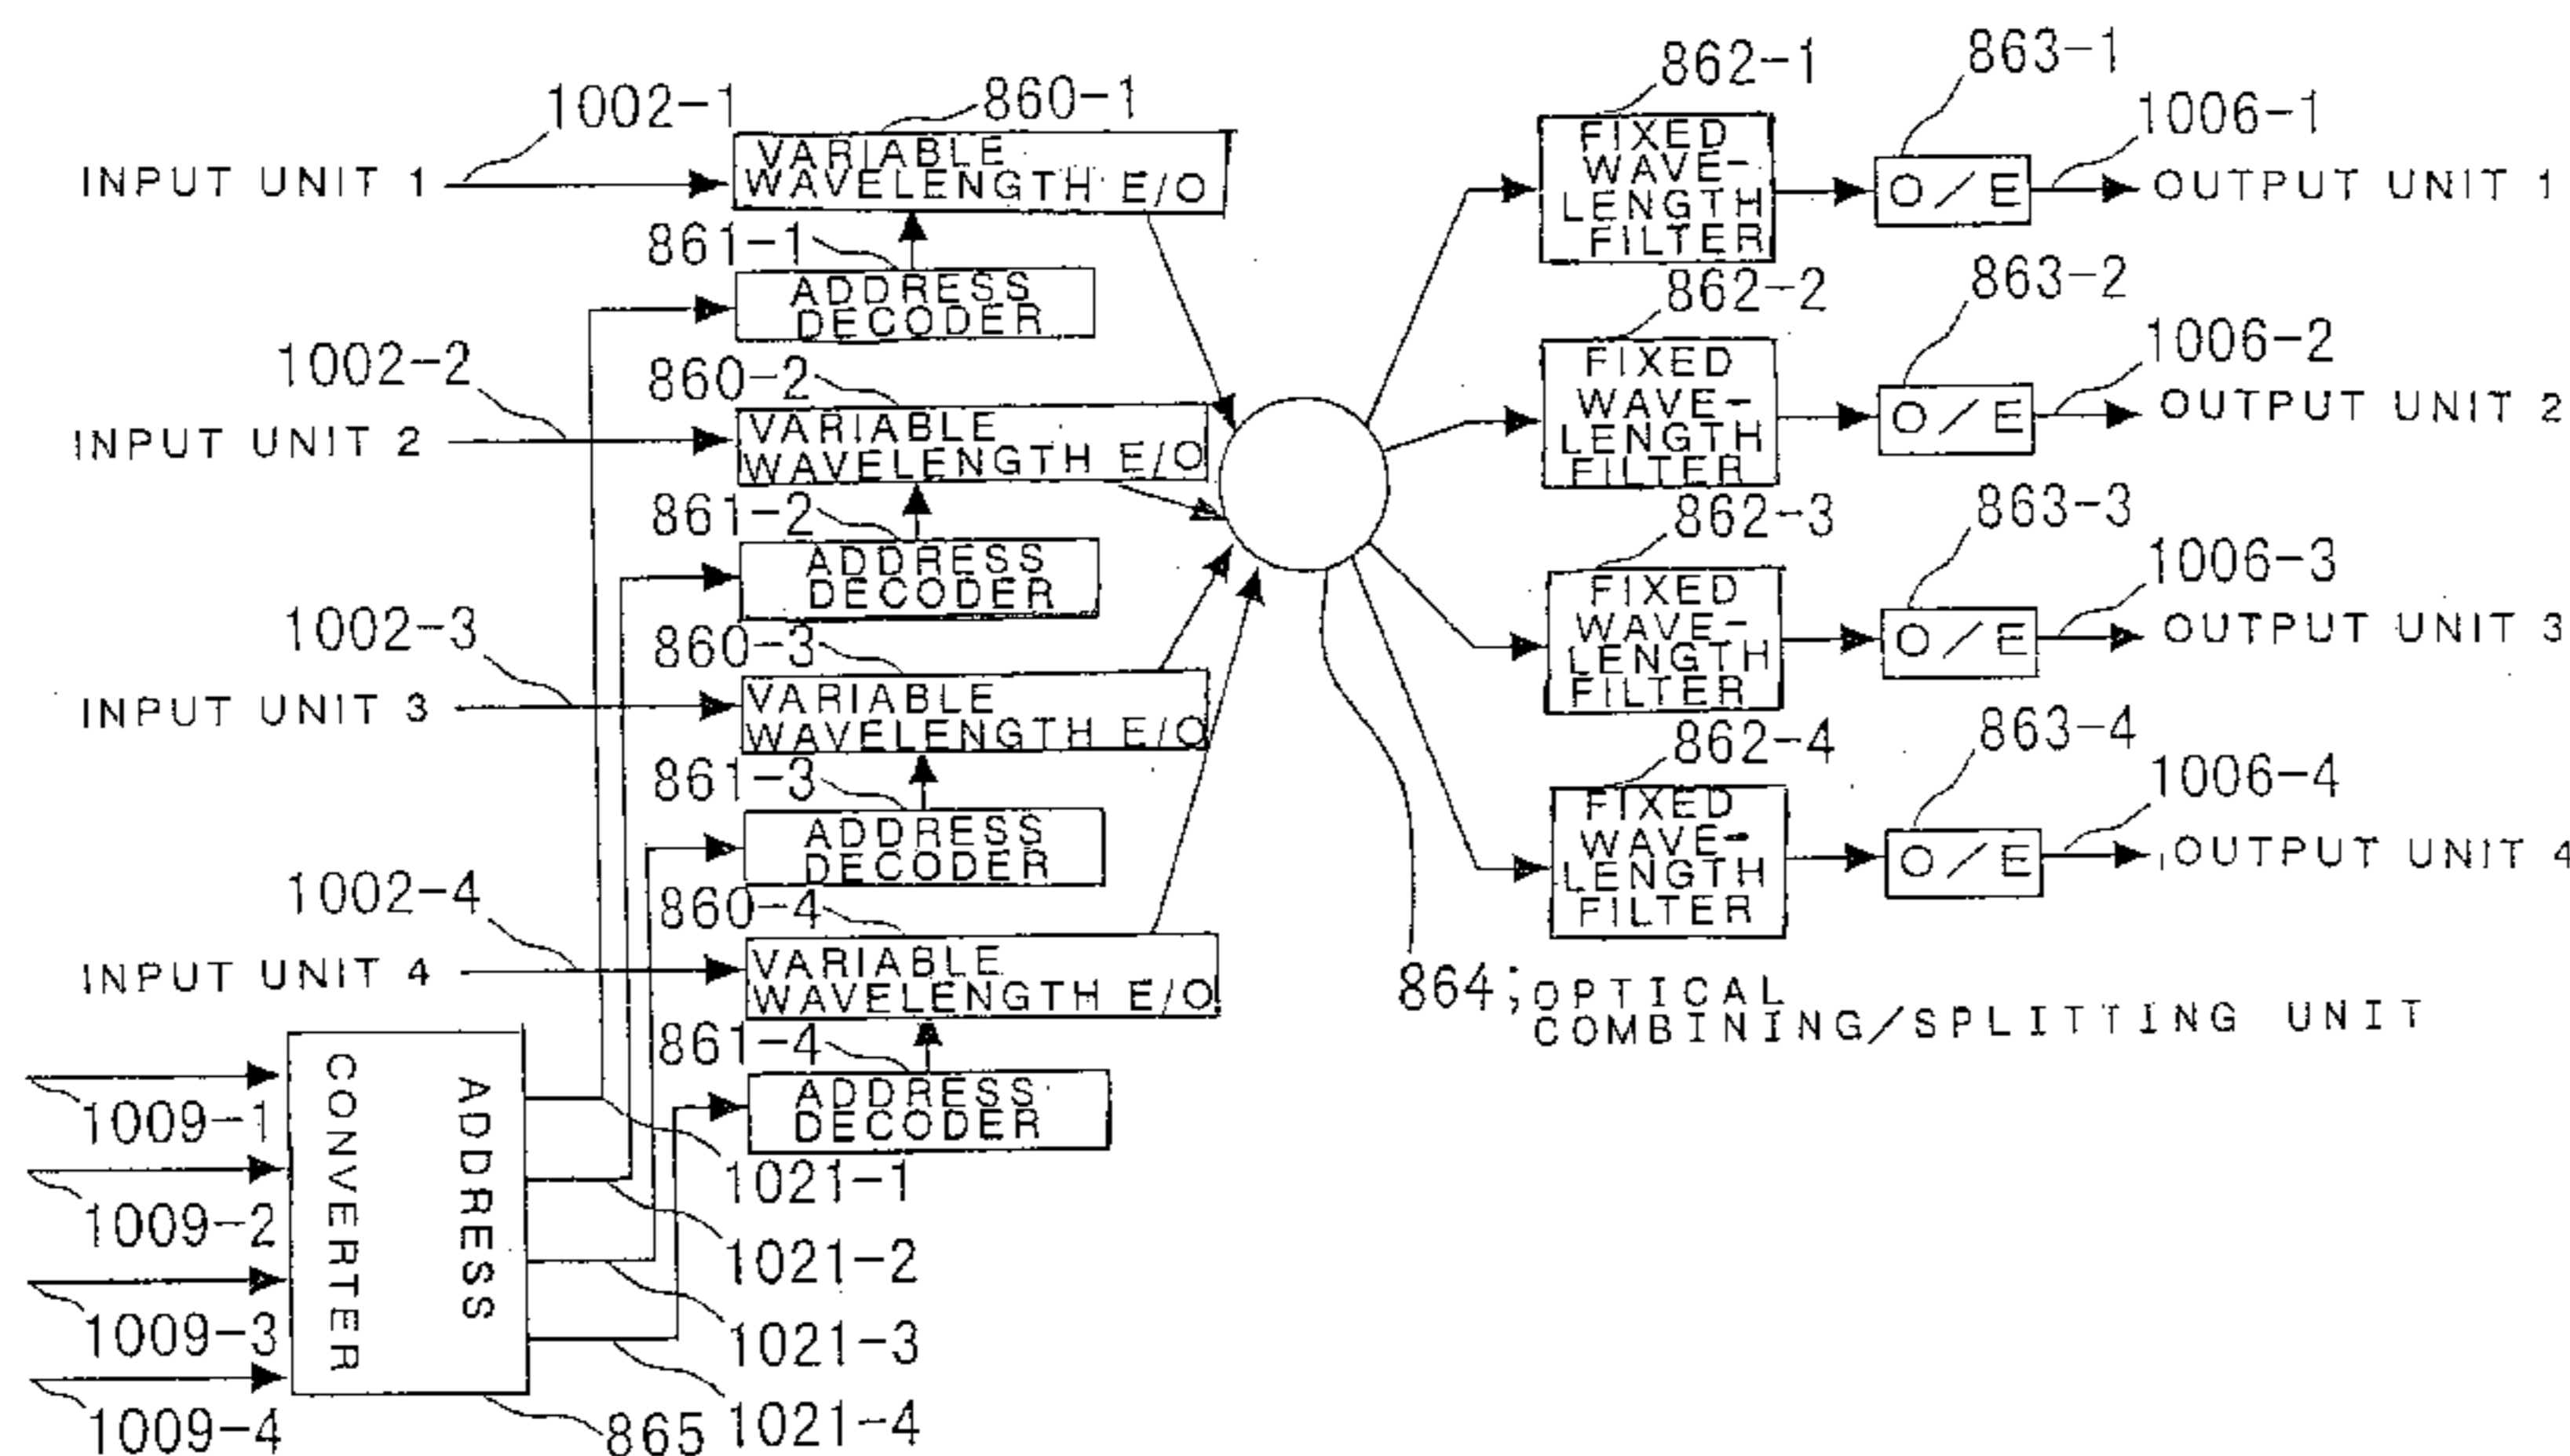 1002-1
860-1
INPUT UNIT 1
VARIABLE
WAVELENGTH E/O
861-1
ADDRESS
DECODER
1002-2
860-2
INPUT UNIT 2
VARIABLE
WAVELENGTH E/O
861-2
ADDRESS
DECODER
1002-3
860-3
INPUT UNIT 3
VARIABLE
WAVELENGTH E/O
861-3
ADDRESS
DECODER
1002-4
860-4
INPUT UNIT 4
VARIABLE
WAVELENGTH E/O
861-4
ADDRESS
DECODER
862-1
863-1
FIXED
WAVE-
LENGTH
FILTER
O/E
1006-1
OUTPUT UNIT 1
862-2
863-2
FIXED
WAVE-
LENGTH
FILTER
O/E
1006-2
OUTPUT UNIT 2
862-3
863-3
FIXED
WAVE-
LENGTH
FILTER
O/E
1006-3
OUTPUT UNIT 3
862-4
863-4
FIXED
WAVE-
LENGTH
FILTER
O/E
1006-4
OUTPUT UNIT 4
864; OPTICAL
COMBINING/SPLITTING UNIT
1009-1
1009-2
1009-3
1009-4
ADDRESS
CONVERTER
865
1021-1
1021-2
1021-3
1021-4